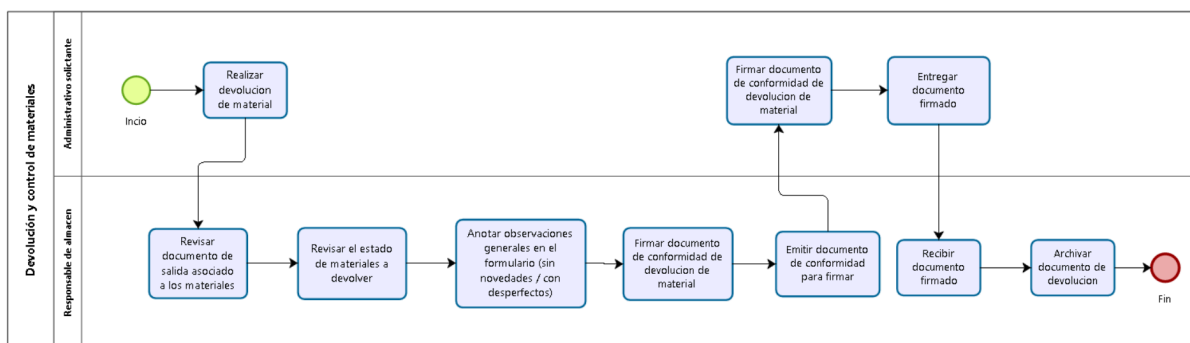 Devolución y control de materiales
Administrativo solictante
Incio
Realizar
devolucion
de material
Firmar documento
de conformidad de
devolucion de
material
Entregar
documento
firmado
Responsable de almacen
Revisar
documento de
salida asociado
a los materiales
Revisar el estado
de materiales a
devolver
Anotar observaciones
generales en el
formulario (sin
novedades / con
desperfectos)
Firmar documento
de conformidad de
devolucion de
material
Emitir documento
de conformidad
para firmar
Recibir
documento
firmado
Archivar
documento de
devolucion
Fin